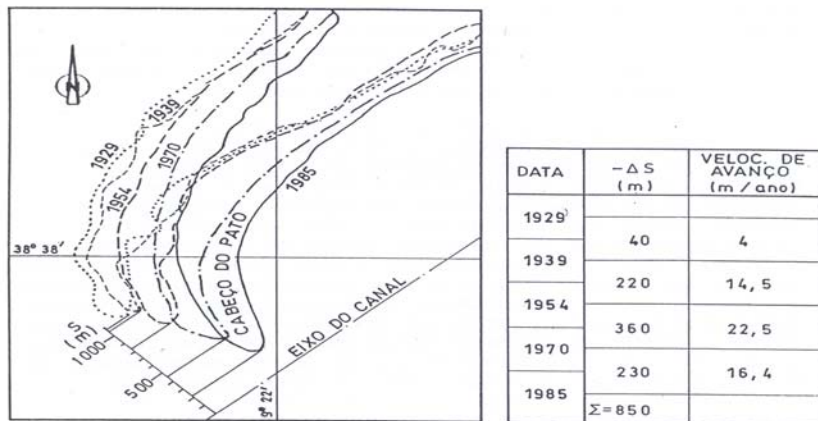 N
1929
1939
1954
1970
1985
38° 38'
CABEÇO DO PATO
EIXO DO CANAL
S
(m)
1000
500
9° 22'
DATA
-ΔS
(m)
VELOC. DE
AVANÇO
(m/ano)
1929
40 4
1939
220 14,5
1954
360 22,5
1970
230 16,4
1985
Σ=850